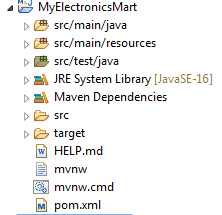 MyElectronicsMart
src/main/java
src/main/resources
src/test/java
JRE System Library [JavaSE-16]
Maven Dependencies
src
target
HELP.md
mvnw
mvnw.cmd
pom.xml